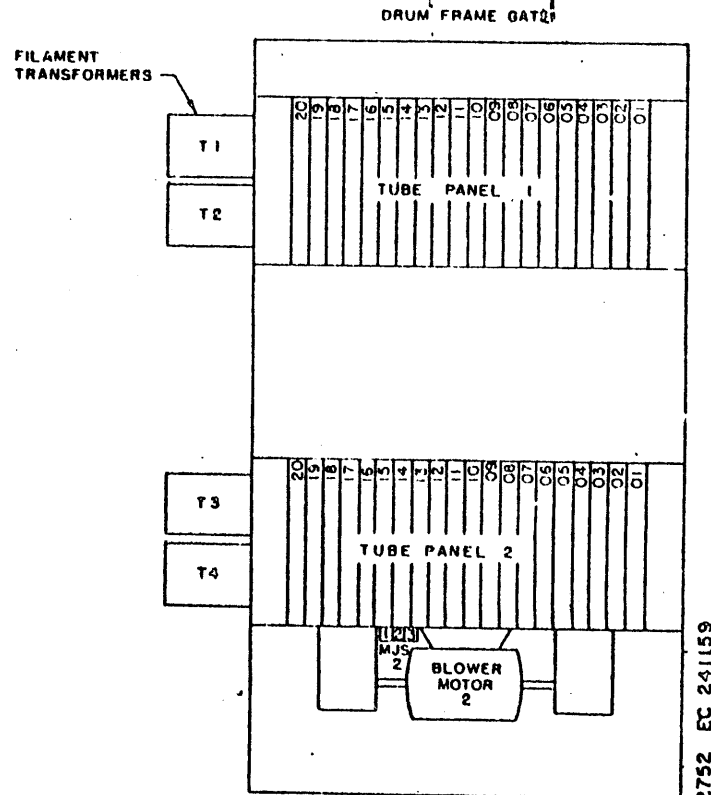 DRUM FRAME GATE
FILAMENT
TRANSFORMERS
20 19 18 17 16 15 14 13 12 11 10 09 08 07 06 05 04 03 02 01
T1
TUBE PANEL 1
T2
20 19 18 17 16 15 14 13 12 11 10 09 08 07 06 05 04 03 02 01
T3
TUBE PANEL 2
T4
1 2 3
MJS
2
BLOWER
MOTOR
2
2752 EC 241159